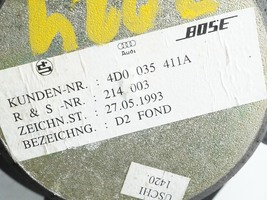 BOSE
Audi
KUNDEN-NR. : 4D0 035 411A
R & S -NR. : 214 003
ZEICHN.ST. : 27.05.1993
BEZEICHNG. : D2 FOND
USCHI
1420